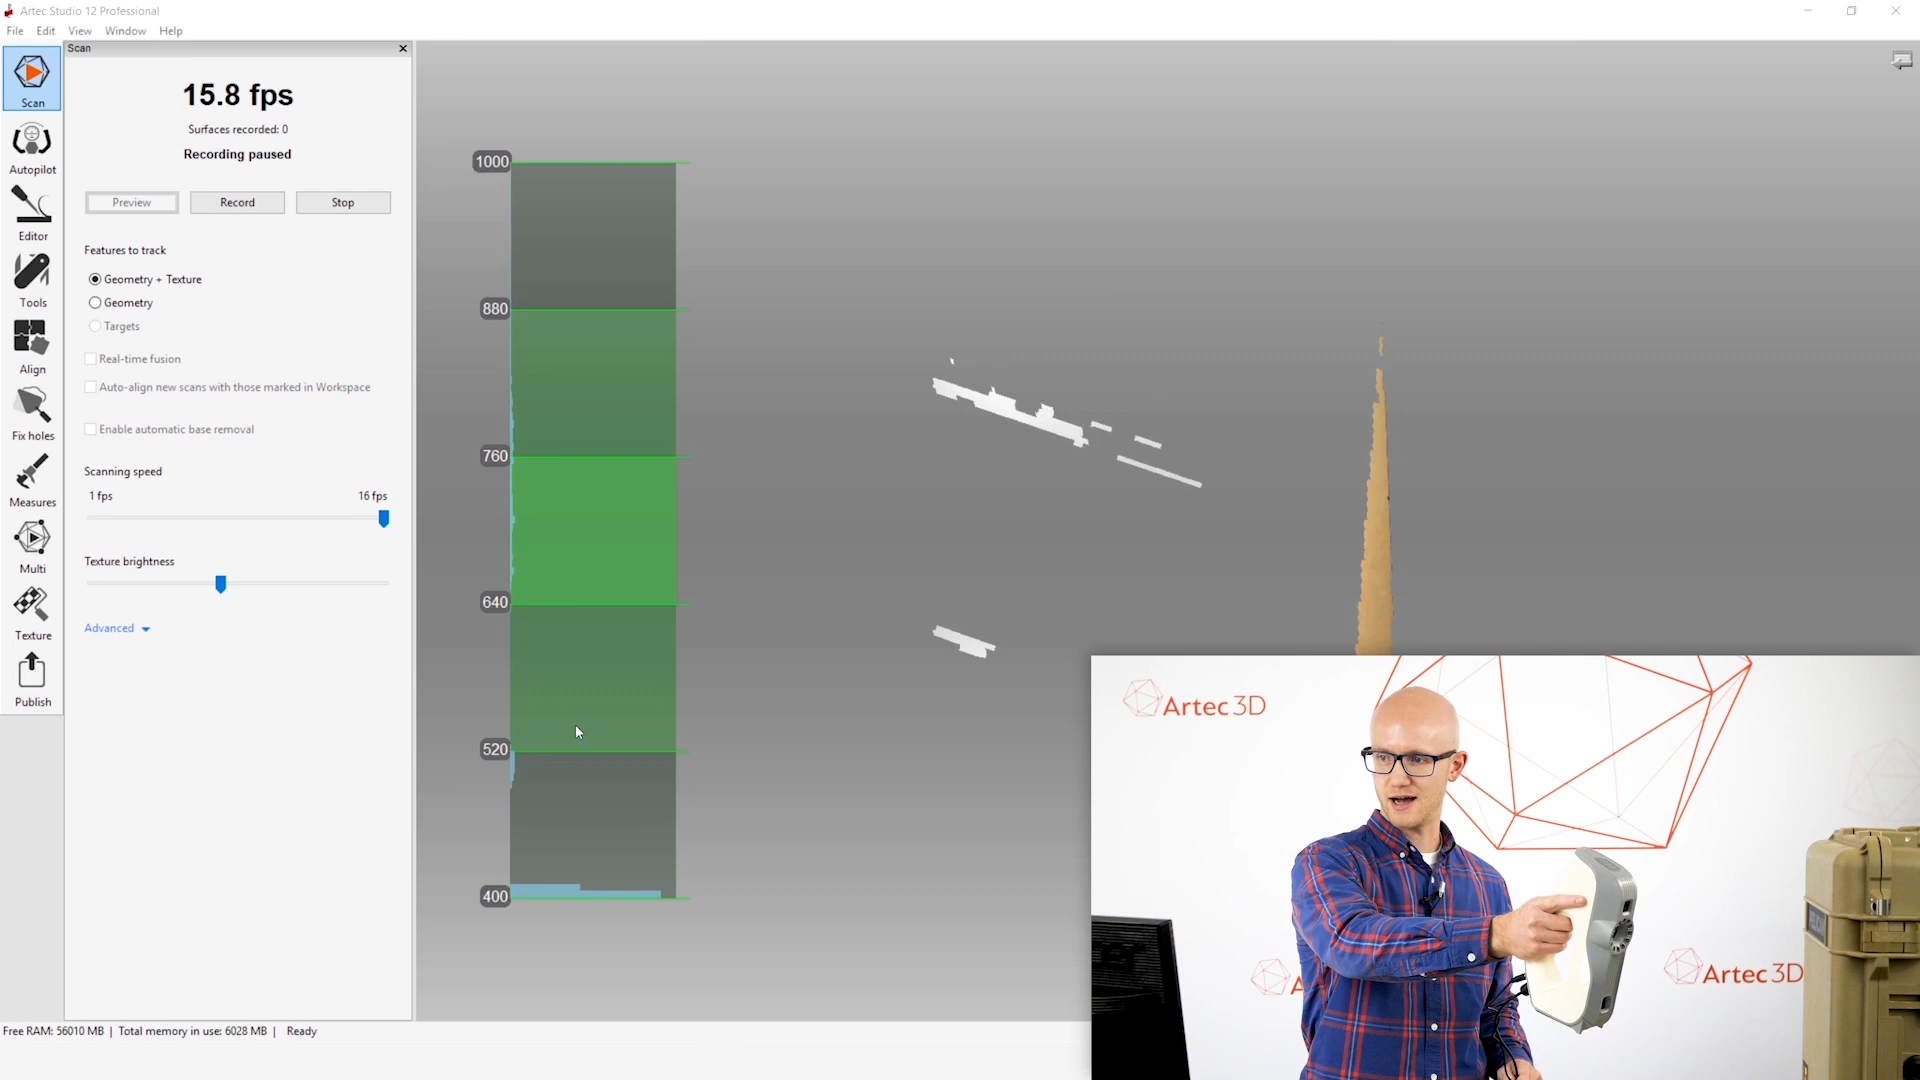 Artec Studio 12 Professional
File Edit View Window Help
Scan
15.8 fps
Surfaces recorded: 0
Recording paused
Preview Record Stop
Features to track
Geometry + Texture
Geometry
Targets
Real-time fusion
Auto-align new scans with those marked in Workspace
Enable automatic base removal
Scanning speed
1 fps 16 fps
Texture brightness
Advanced
Scan
Autopilot
Editor
Tools
Align
Fix holes
Measures
Multi
Texture
Publish
1000
880
760
640
520
400
Artec 3D
A
Artec 3D
Free RAM: 56010 MB | Total memory in use: 6028 MB | Ready